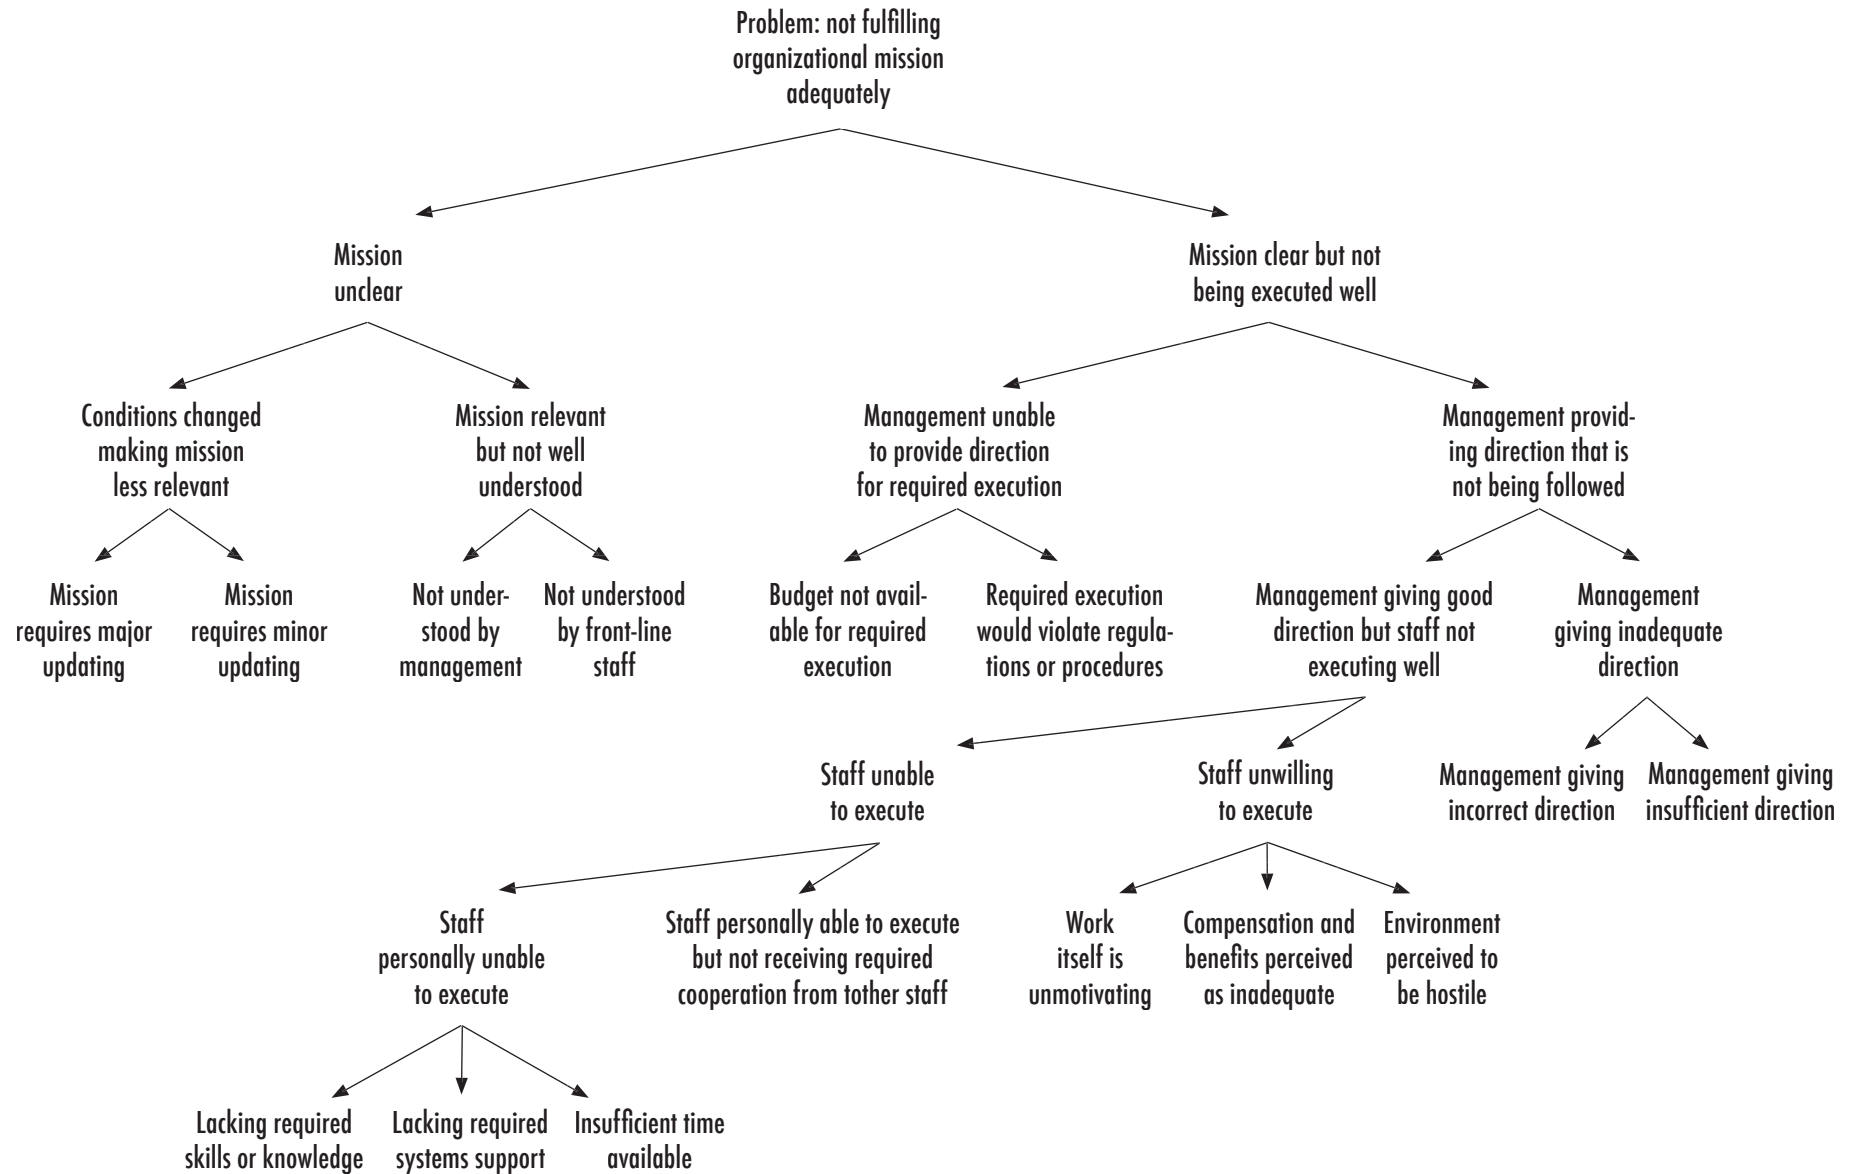 Problem: not fulfilling
organizational mission
adequately
Mission
unclear
Mission clear but not
being executed well
Conditions changed
making mission
less relevant
Mission relevant
but not well
understood
Management unable
to provide direction
for required execution
Management provid-
ing direction that is
not being followed
Mission
requires major
updating
Mission
requires minor
updating
Not under-
stood by
management
Not understood
by front-line
staff
Budget not avail-
able for required
execution
Required execution
would violate regula-
tions or procedures
Management giving good
direction but staff not
executing well
Management
giving inadequate
direction
Staff unable
to execute
Staff unwilling
to execute
Management giving
incorrect direction
Management giving
insufficient direction
Staff
personally unable
to execute
Staff personally able to execute
but not receiving required
cooperation from tother staff
Work
itself is
unmotivating
Compensation and
benefits perceived
as inadequate
Environment
perceived to
be hostile
Lacking required
skills or knowledge
Lacking required
systems support
Insufficient time
available